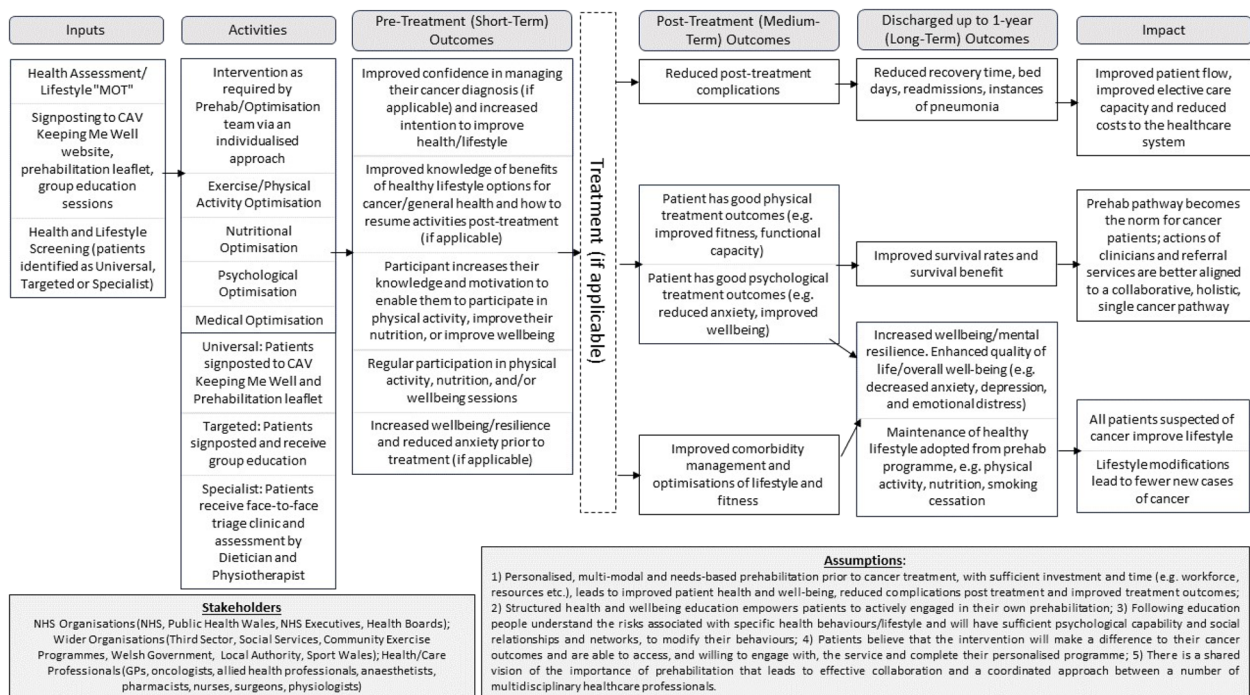 Inputs
Health Assessment/
Lifestyle "MOT"
Signposting to CAV
Keeping Me Well
website,
prehabilitation leaflet,
group education
sessions
Health and Lifestyle
Screening (patients
identified as Universal,
Targeted or Specialist)
Activities
Intervention as
required by
Prehab/Optimisation
team via an
individualised
approach
Exercise/Physical
Activity Optimisation
Nutritional
Optimisation
Psychological
Optimisation
Medical Optimisation
Universal: Patients
signposted to CAV
Keeping Me Well and
Prehabilitation leaflet
Targeted: Patients
signposted and receive
group education
Specialist: Patients
receive face-to-face
triage clinic and
assessment by
Dietician and
Physiotherapist
Pre-Treatment (Short-Term)
Outcomes
Improved confidence in managing
their cancer diagnosis (if
applicable) and increased
intention to improve
health/lifestyle
Improved knowledge of benefits
of healthy lifestyle options for
cancer/general health and how to
resume activities post-treatment
(if applicable)
Participant increases their
knowledge and motivation to
enable them to participate in
physical activity, improve their
nutrition, or improve wellbeing
Regular participation in physical
activity, nutrition, and/or
wellbeing sessions
Increased wellbeing/resilience
and reduced anxiety prior to
treatment (if applicable)
Treatment (if applicable)
Post-Treatment (Medium-
Term) Outcomes
Reduced post-treatment
complications
Patient has good physical
treatment outcomes (e.g.
improved fitness, functional
capacity)
Patient has good psychological
treatment outcomes (e.g.
reduced anxiety, improved
wellbeing)
Improved comorbidity
management and
optimisations of lifestyle and
fitness
Discharged up to 1-year
(Long-Term) Outcomes
Reduced recovery time, bed
days, readmissions, instances
of pneumonia
Improved survival rates and
survival benefit
Increased wellbeing/mental
resilience. Enhanced quality of
life/overall well-being (e.g.
decreased anxiety, depression,
and emotional distress)
Maintenance of healthy
lifestyle adopted from prehab
programme, e.g. physical
activity, nutrition, smoking
cessation
Impact
Improved patient flow,
improved elective care
capacity and reduced
costs to the healthcare
system
Prehab pathway becomes
the norm for cancer
patients; actions of
clinicians and referral
services are better aligned
to a collaborative, holistic,
single cancer pathway
All patients suspected of
cancer improve lifestyle
Lifestyle modifications
lead to fewer new cases
of cancer
Stakeholders
NHS Organisations (NHS, Public Health Wales, NHS Executives, Health Boards);
Wider Organisations (Third Sector, Social Services, Community Exercise
Programmes, Welsh Government, Local Authority, Sport Wales); Health/Care
Professionals (GPs, oncologists, allied health professionals, anaesthetists,
pharmacists, nurses, surgeons, physiologists)
Assumptions:
1) Personalised, multi-modal and needs-based prehabilitation prior to cancer treatment, with sufficient investment and time (e.g. workforce,
resources etc.), leads to improved patient health and well-being, reduced complications post treatment and improved treatment outcomes;
2) Structured health and wellbeing education empowers patients to actively engaged in their own prehabilitation; 3) Following education
people understand the risks associated with specific health behaviours/lifestyle and will have sufficient psychological capability and social
relationships and networks, to modify their behaviours; 4) Patients believe that the intervention will make a difference to their cancer
outcomes and are able to access, and willing to engage with, the service and complete their personalised programme; 5) There is a shared
vision of the importance of prehabilitation that leads to effective collaboration and a coordinated approach between a number of
multidisciplinary healthcare professionals.